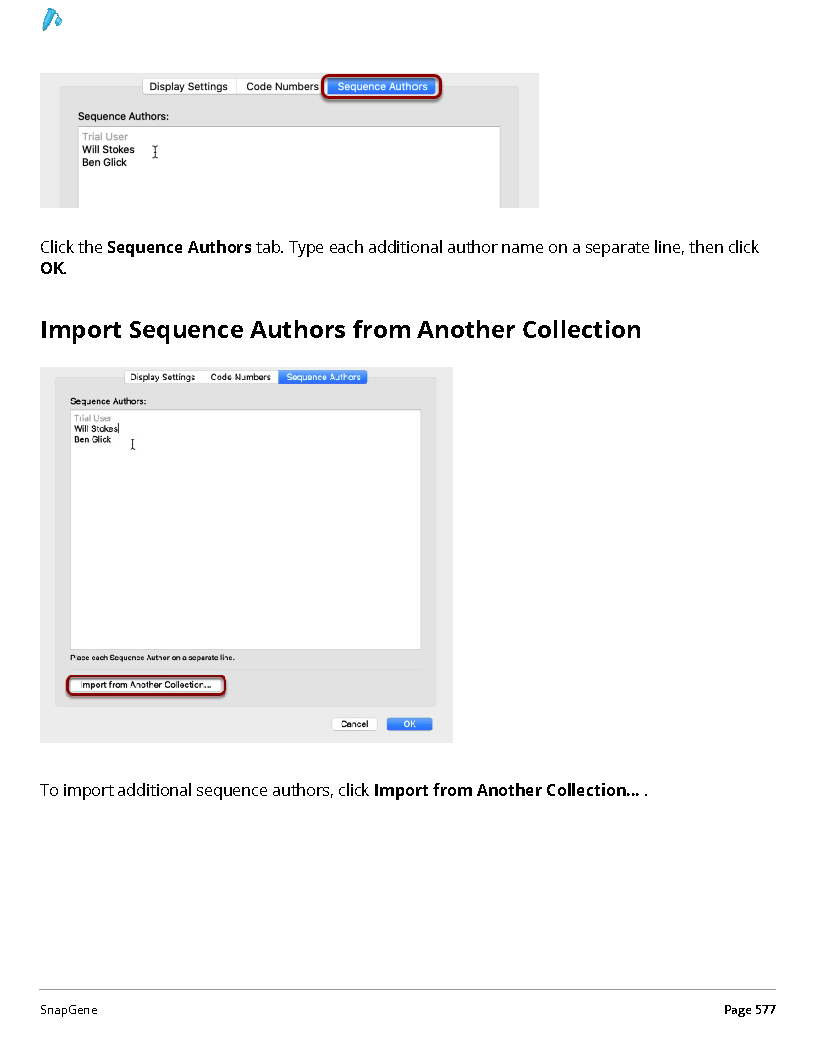 Display Settings Code Numbers Sequence Authors
Sequence Authors:
Trial User
Will Stokes
Ben Glick
Click the Sequence Authors tab. Type each additional author name on a separate line, then click
OK.
Import Sequence Authors from Another Collection
Display Settings Code Numbers Sequence Authors
Sequence Authors:
Trial User
Will Stokes
Ben Glick
Place each Sequence Author on a separate line.
Import from Another Collection...
Cancel OK
To import additional sequence authors, click Import from Another Collection... .
SnapGene Page 577